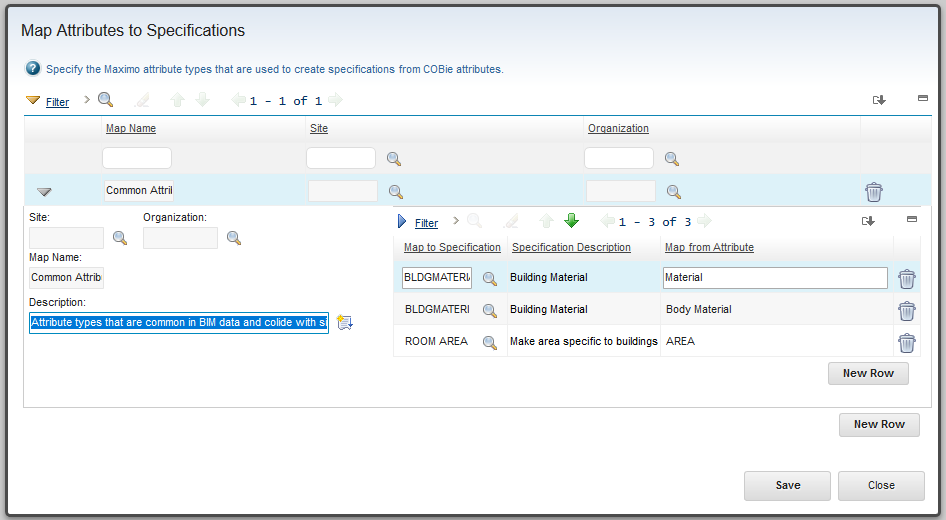 Map Attributes to Specifications
? Specify the Maximo attribute types that are used to create specifications from COBie attributes.
Filter 1 - 1 of 1
Map Name Site Organization
Common Attri
Site: Organization:
Map Name:
Common Attrib
Description:
Attribute types that are common in BIM data and colide with si
Filter 1 - 3 of 3
Map to Specification Specification Description Map from Attribute
BLDGMATERI Building Material Material
BLDGMATERI Building Material Body Material
ROOM AREA Make area specific to buildings AREA
New Row
New Row
Save Close